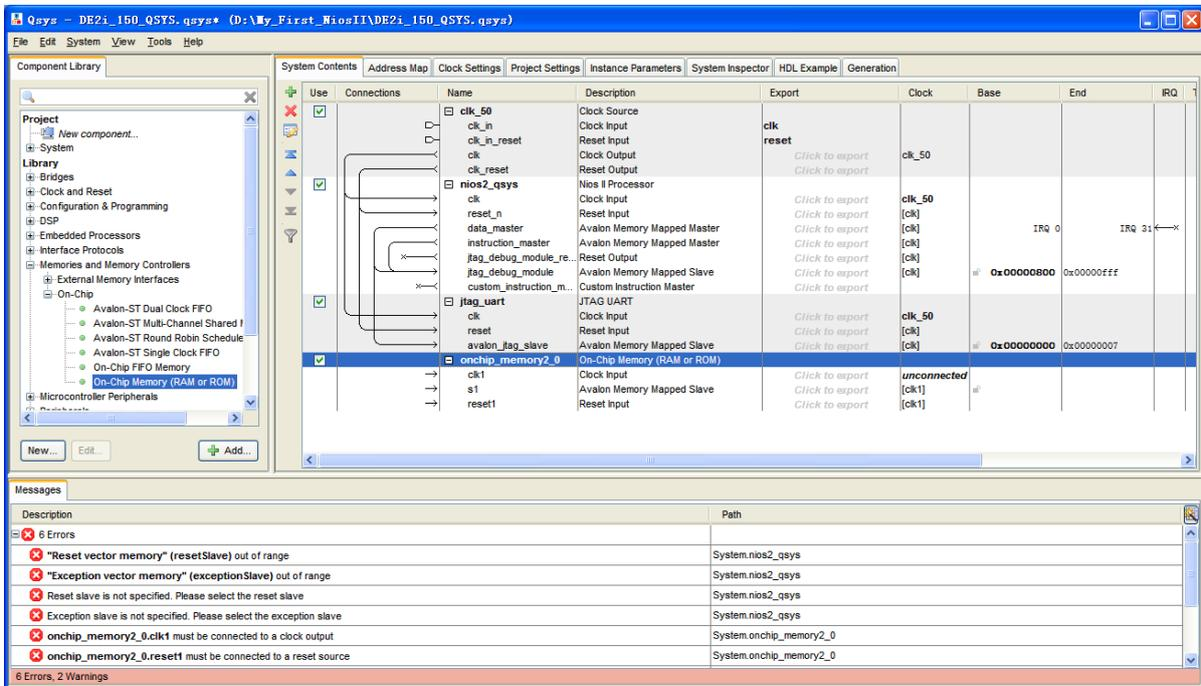 Qsys - DE2i_150_QSYS.qsys* (D:\My_First_NiosII\DE2i_150_QSYS.qsys)
File Edit System View Tools Help
Component Library
Project
New component...
System
Library
Bridges
Clock and Reset
Configuration & Programming
DSP
Embedded Processors
Interface Protocols
Memories and Memory Controllers
External Memory Interfaces
On-Chip
Avalon-ST Dual Clock FIFO
Avalon-ST Multi-Channel Shared
Avalon-ST Round Robin Schedule
Avalon-ST Single Clock FIFO
On-Chip FIFO Memory
On-Chip Memory (RAM or ROM)
Microcontroller Peripherals
New... Edit... Add...
System Contents Address Map Clock Settings Project Settings Instance Parameters System Inspector HDL Example Generation
Use Connections Name Description Export Clock Base End IRQ T
clk_50 Clock Source
clk_in Clock Input clk
clk_in_reset Reset Input reset
clk Clock Output Click to export clk_50
clk_reset Reset Output Click to export
nios2_qsys Nios II Processor
clk Clock Input Click to export clk_50
reset_n Reset Input Click to export [clk]
data_master Avalon Memory Mapped Master Click to export [clk] IRQ 0 IRQ 31
instruction_master Avalon Memory Mapped Master Click to export [clk]
jtag_debug_module_re... Reset Output Click to export [clk]
jtag_debug_module Avalon Memory Mapped Slave Click to export [clk] 0x00000800 0x00000fff
custom_instruction_m... Custom Instruction Master Click to export
jtag_uart JTAG UART
clk Clock Input Click to export clk_50
reset Reset Input Click to export [clk]
avalon_jtag_slave Avalon Memory Mapped Slave Click to export [clk] 0x00000000 0x00000007
onchip_memory2_0 On-Chip Memory (RAM or ROM)
clk1 Clock Input Click to export unconnected
s1 Avalon Memory Mapped Slave Click to export [clk1]
reset1 Reset Input Click to export [clk1]
Messages
Description Path
6 Errors
"Reset vector memory" (resetSlave) out of range System.nios2_qsys
"Exception vector memory" (exceptionSlave) out of range System.nios2_qsys
Reset slave is not specified. Please select the reset slave System.nios2_qsys
Exception slave is not specified. Please select the exception slave System.nios2_qsys
onchip_memory2_0.clk1 must be connected to a clock output System.onchip_memory2_0
onchip_memory2_0.reset1 must be connected to a reset source System.onchip_memory2_0
6 Errors, 2 Warnings